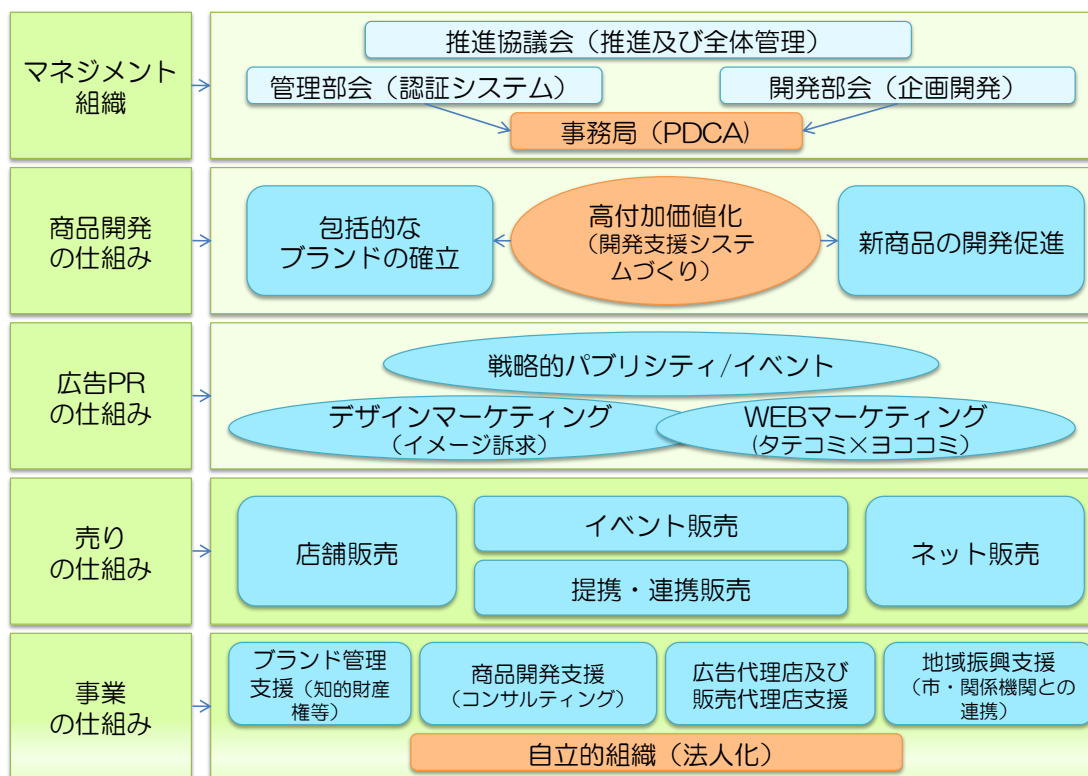 マネジメント
組織
推進協議会（推進及び全体管理）
管理部会（認証システム）
開発部会（企画開発）
事務局（PDCA）
商品開発
の仕組み
包括的な
ブランドの確立
高付加価値化
（開発支援システ
ムづくり）
新商品の開発促進
広告PR
の仕組み
戦略的パブリシティ/イベント
デザインマーケティング
（イメージ訴求）
WEBマーケティング
（タテコミ×ヨココミ）
売り
の仕組み
店舗販売
イベント販売
提携・連携販売
ネット販売
事業
の仕組み
ブランド管理
支援（知的財産
権等）
商品開発支援
（コンサルティング）
広告代理店及び
販売代理店支援
地域振興支援
（市・関係機関との
連携）
自立的組織（法人化）